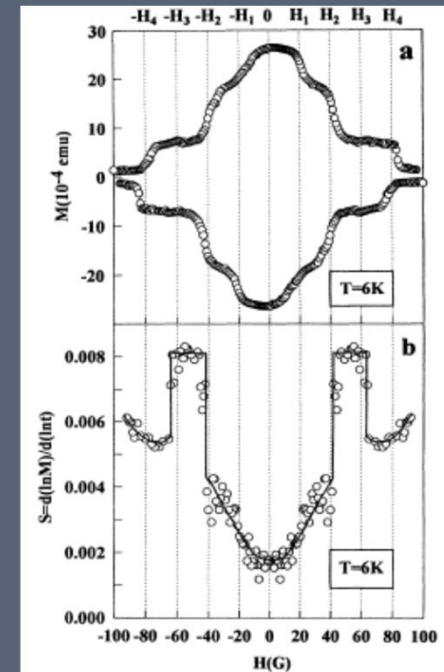 -H4 -H3 -H2 -H1 0 H1 H2 H3 H4
30
a
20
10
0
-10
-20
M(10⁻⁴ emu)
T=6K
b
0.008
0.006
0.004
0.002
0.000
S=d(lnM)/d(lnt)
T=6K
-100 -80 -60 -40 -20 0 20 40 60 80 100
H(G)